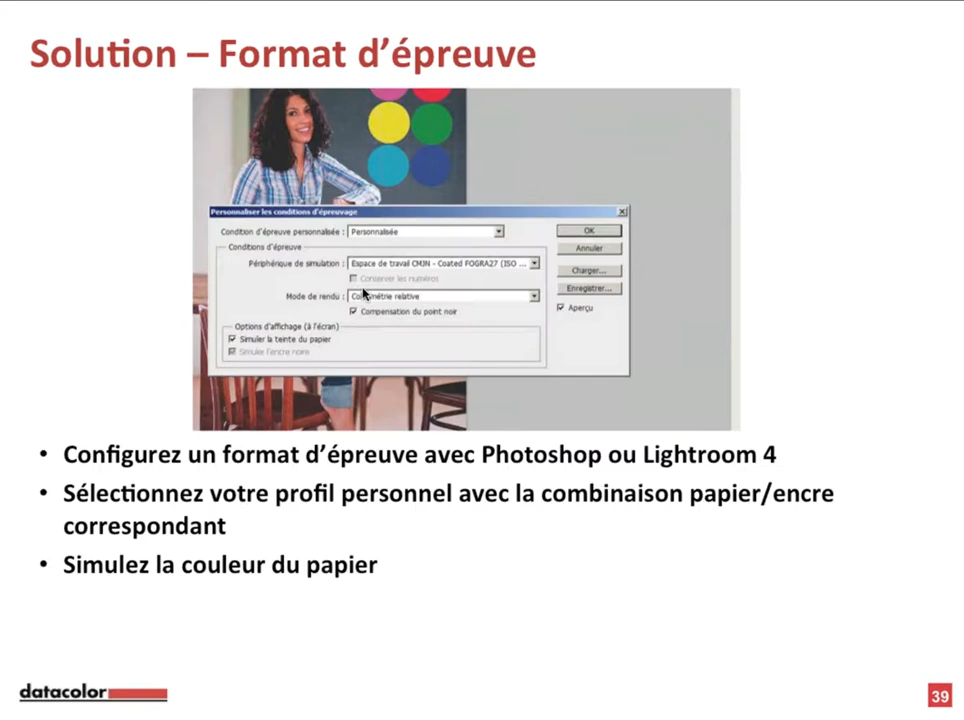 Solution – Format d’épreuve
Personnaliser les conditions d'épreuvage
Condition d'épreuve personnalisée : Personnalisée
OK
Conditions d'épreuve
Annuler
Périphérique de simulation : Espace de travail CMJN - Coated FOGRA27 (ISO ...
Charger...
Conserver les numéros
Enregistrer...
Mode de rendu : Colorimétrie relative
Compensation du point noir
Aperçu
Options d'affichage (à l'écran)
Simuler la teinte du papier
Simuler l'encre noire
• Configurez un format d’épreuve avec Photoshop ou Lightroom 4
• Sélectionnez votre profil personnel avec la combinaison papier/encre
correspondant
• Simulez la couleur du papier
datacolor
39